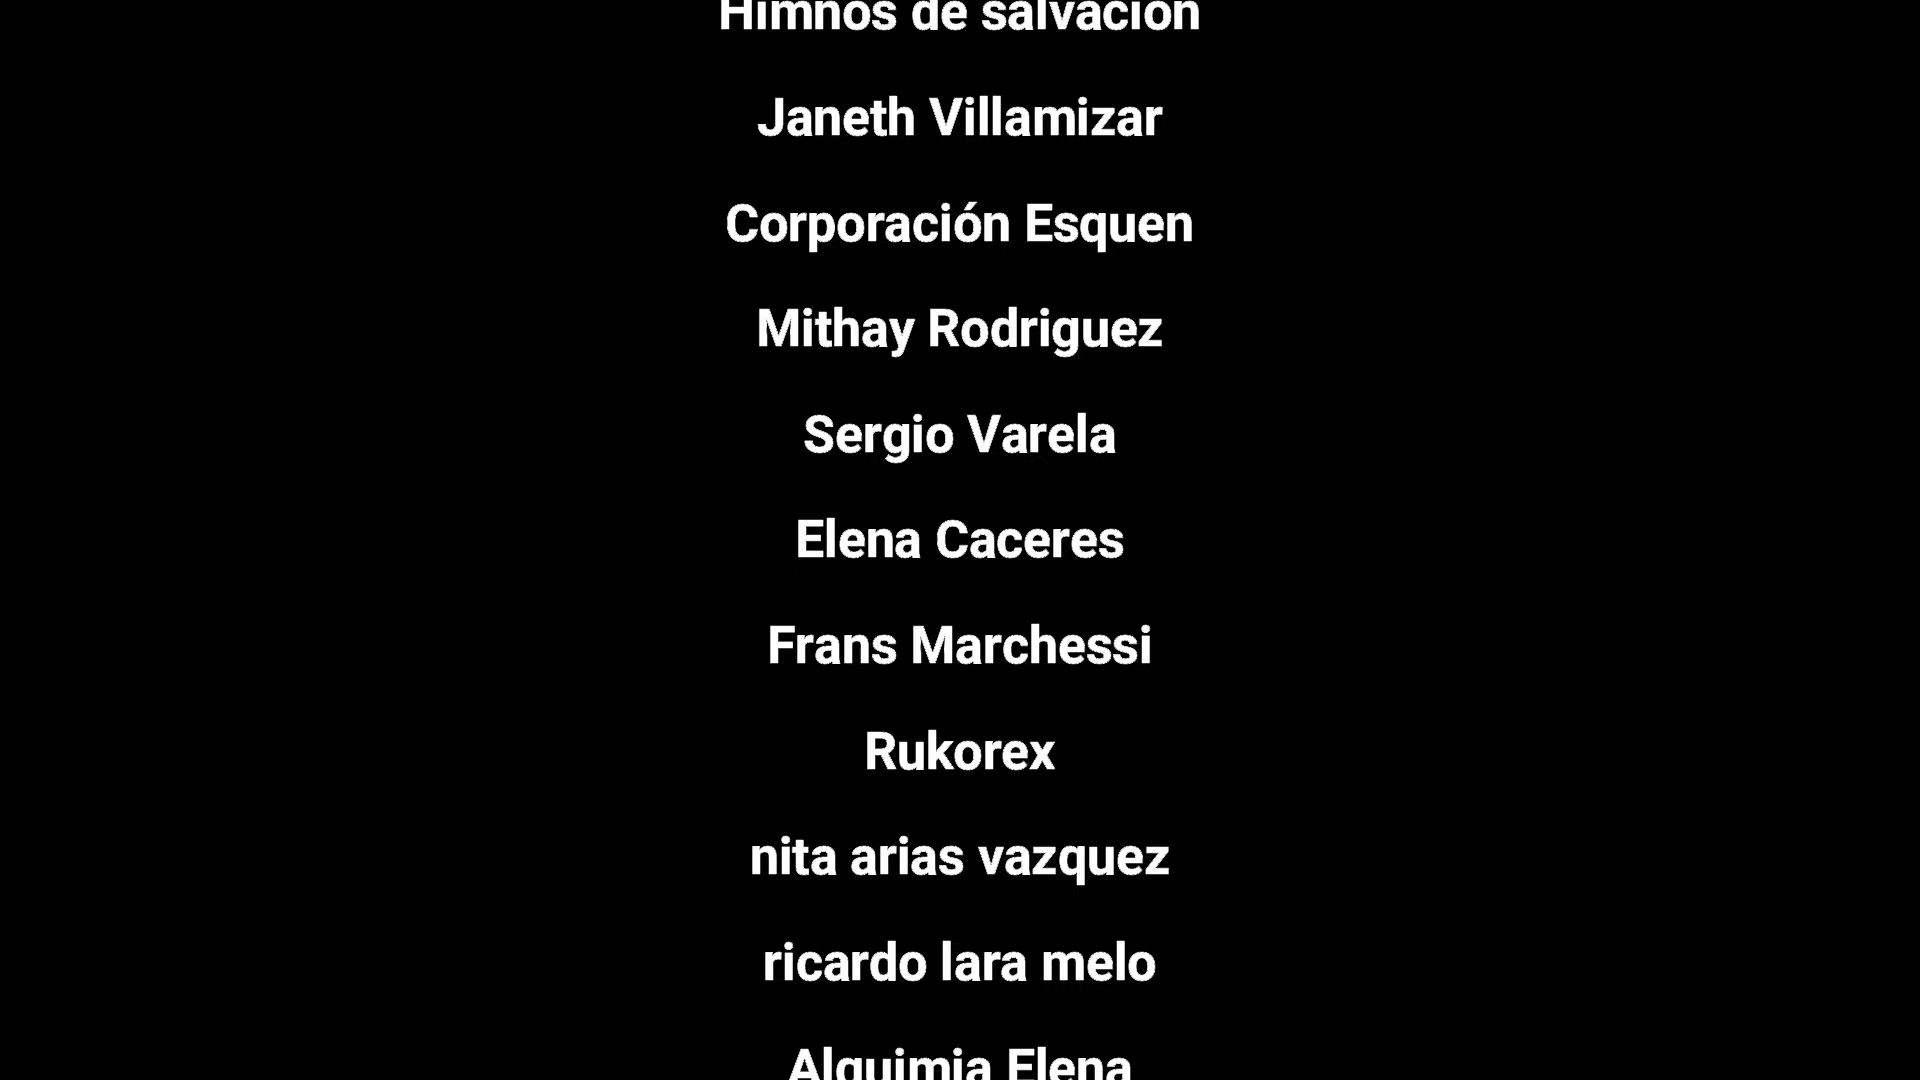 Himnos de salvación
Janeth Villamizar
Corporación Esquen
Mithay Rodriguez
Sergio Varela
Elena Caceres
Frans Marchessi
Rukorex
nita arias vazquez
ricardo lara melo
Alquimia Elena